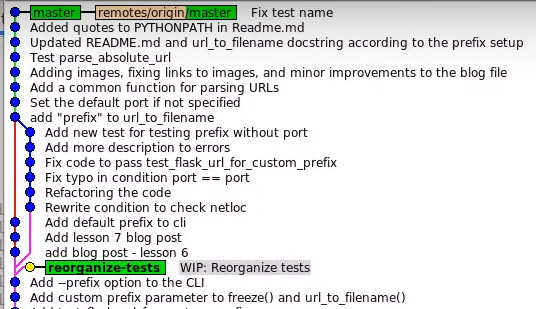 master remotes/origin/master Fix test name
Added quotes to PYTHONPATH in Readme.md
Updated README.md and url_to_filename docstring according to the prefix setup
Test parse_absolute_url
Adding images, fixing links to images, and minor improvements to the blog file
Add a common function for parsing URLs
Set the default port if not specified
add "prefix" to url_to_filename
Add new test for testing prefix without port
Add more description to errors
Fix code to pass test_flask_url_for_custom_prefix
Fix typo in condition port == port
Refactoring the code
Rewrite condition to check netloc
Add default prefix to cli
Add lesson 7 blog post
add blog post - lesson 6
reorganize-tests WIP: Reorganize tests
Add --prefix option to the CLI
Add custom prefix parameter to freeze() and url_to_filename()